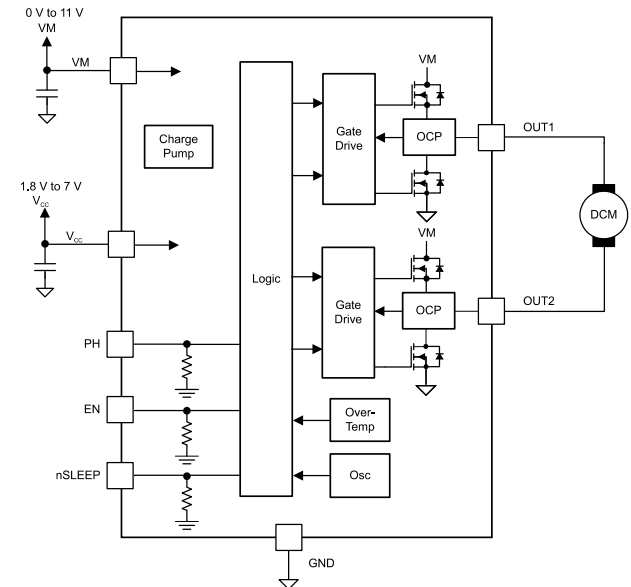 0 V to 11 V
VM
VM
Charge
Pump
1.8 V to 7 V
VCC
VCC
PH
EN
nSLEEP
Logic
Gate
Drive
VM
OCP
OUT1
DCM
VM
Gate
Drive
OCP
OUT2
Over-
Temp
Osc
GND